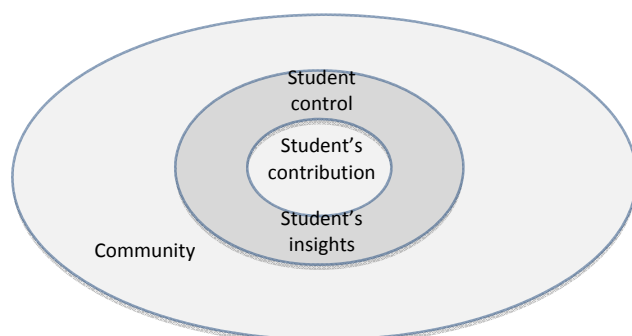 Student
control
Student’s
contribution
Student’s
insights
Community